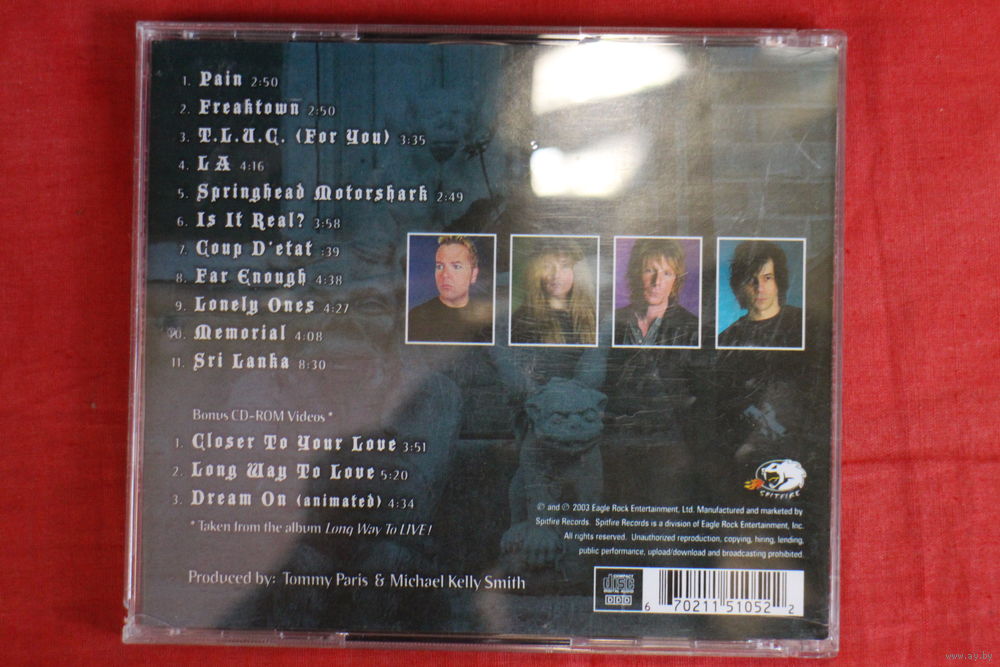 1. Pain 2:50
2. Freaktown 2:50
3. T.L.U.C. (For You) 3:35
4. LA 4:16
5. Springhead Motorshark 2:49
6. Is It Real? 3:58
7. Coup D'etat :39
8. Far Enough 4:38
9. Lonely Ones 4:27
10. Memorial 4:08
11. Sri Lanka 8:30
Bonus CD-ROM Videos *
1. Closer To Your Love 3:51
2. Long Way To Love 5:20
3. Dream On (animated) 4:34
* Taken from the album Long Way To LIVE!
Produced by: Tommy Paris & Michael Kelly Smith
SPITFIRE
© and ℗ 2003 Eagle Rock Entertainment, Ltd. Manufactured and marketed by
Spitfire Records. Spitfire Records is a division of Eagle Rock Entertainment, Inc.
All rights reserved. Unauthorized reproduction, copying, hiring, lending,
public performance, upload/download and broadcasting prohibited.
COMPACT
disc
DIGITAL AUDIO
DDD
6 70211 51052 2
www.ay.by